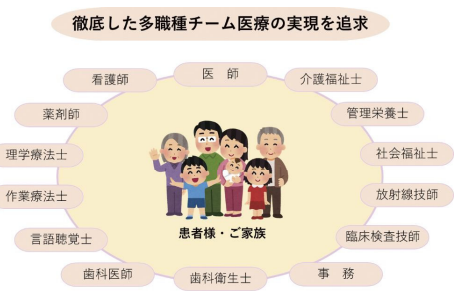 徹底した多職種チーム医療の実現を追求
医　師
看護師
介護福祉士
薬剤師
管理栄養士
理学療法士
社会福祉士
作業療法士
放射線技師
患者様・ご家族
言語聴覚士
臨床検査技師
歯科医師
歯科衛生士
事　務